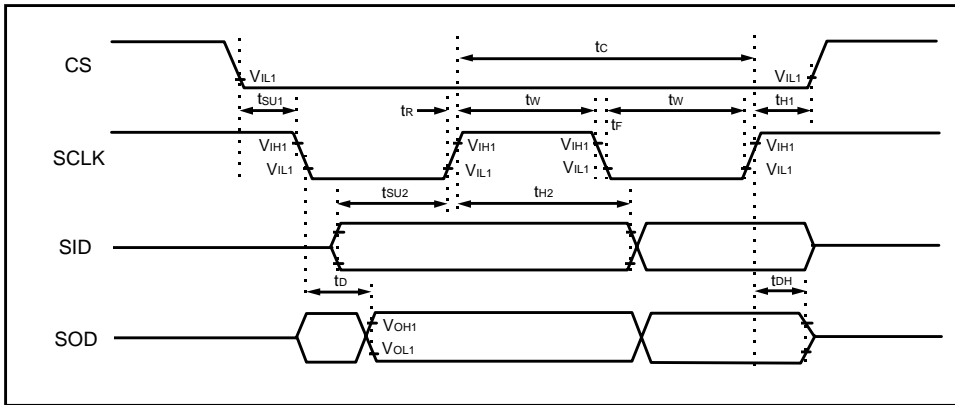 tC
CS
VIL1
VIL1
tSU1
tR
tW
tW
tH1
tF
SCLK
VIH1
VIH1
VIH1
VIH1
VIL1
VIL1
VIL1
VIL1
tSU2
tH2
SID
tD
tDH
SOD
VOH1
VOL1